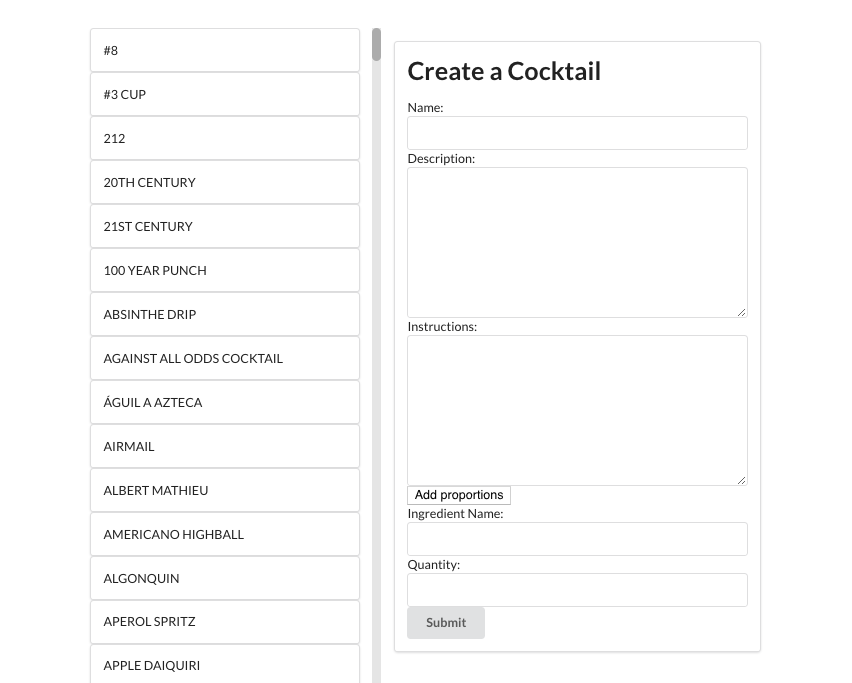 #8
#3 CUP
212
20TH CENTURY
21ST CENTURY
100 YEAR PUNCH
ABSINTHE DRIP
AGAINST ALL ODDS COCKTAIL
ÁGUIL A AZTECA
AIRMAIL
ALBERT MATHIEU
AMERICANO HIGHBALL
ALGONQUIN
APEROL SPRITZ
APPLE DAIQUIRI
Create a Cocktail
Name:
Description:
Instructions:
Add proportions
Ingredient Name:
Quantity:
Submit